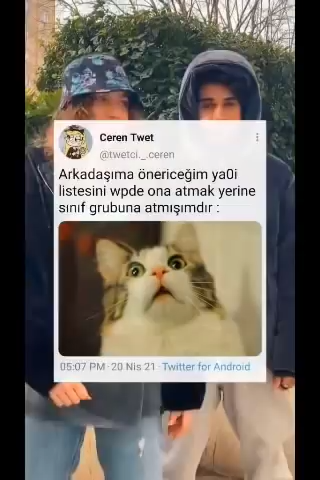 Ceren Twet
@twetci._.ceren
Arkadaşıma önericeğim ya0i
listesini wpde ona atmak yerine
sınıf grubuna atmışımdır :
05:07 PM · 20 Nis 21 · Twitter for Android